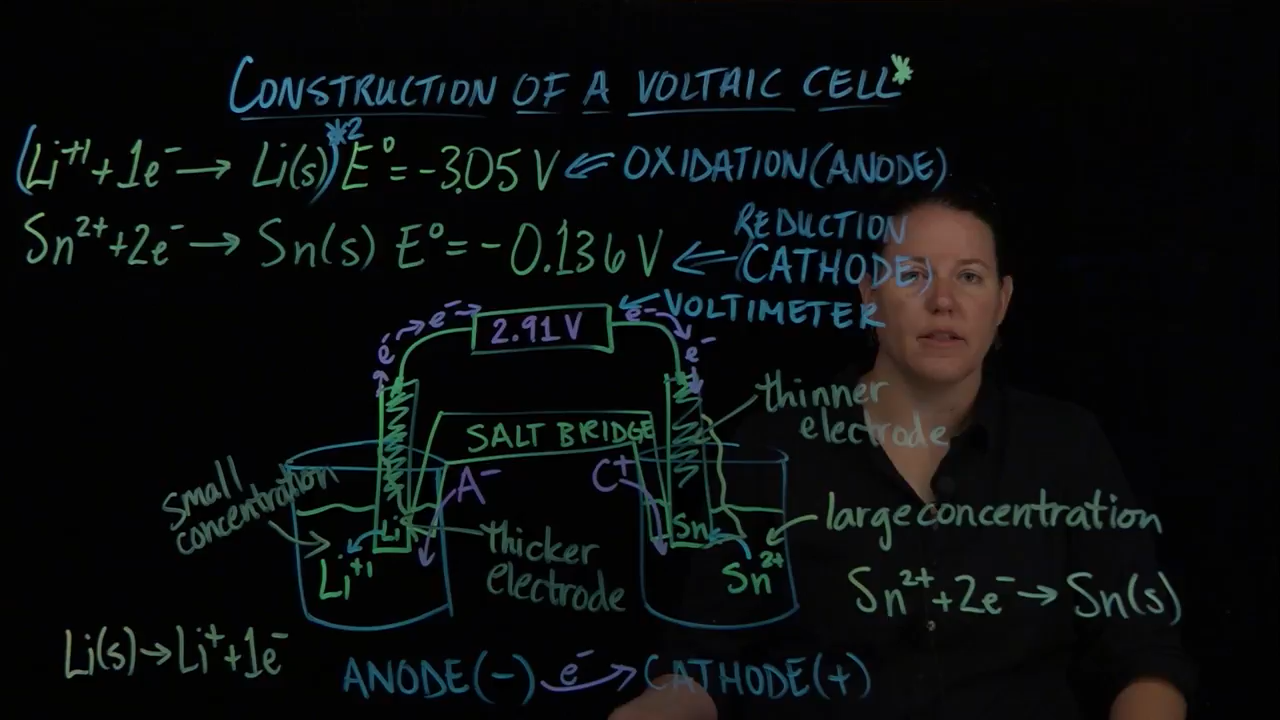 CONSTRUCTION OF A VOLTAIC CELL*
(Li⁺¹ + 1e⁻ → Li(s))*2 E° = -3.05 V ← OXIDATION (ANODE)
Sn²⁺ + 2e⁻ → Sn(s) E° = -0.136 V ← REDUCTION (CATHODE)
VOLTIMETER
e⁻ e⁻ 2.91 V e⁻ e⁻
thinner electrode
SALT BRIDGE
A⁻ C⁺
small concentration
large concentration
Li Sn
thicker electrode
Li⁺¹ Sn²⁺
Sn²⁺ + 2e⁻ → Sn(s)
Li(s) → Li⁺ + 1e⁻
ANODE (-) e⁻ → CATHODE (+)